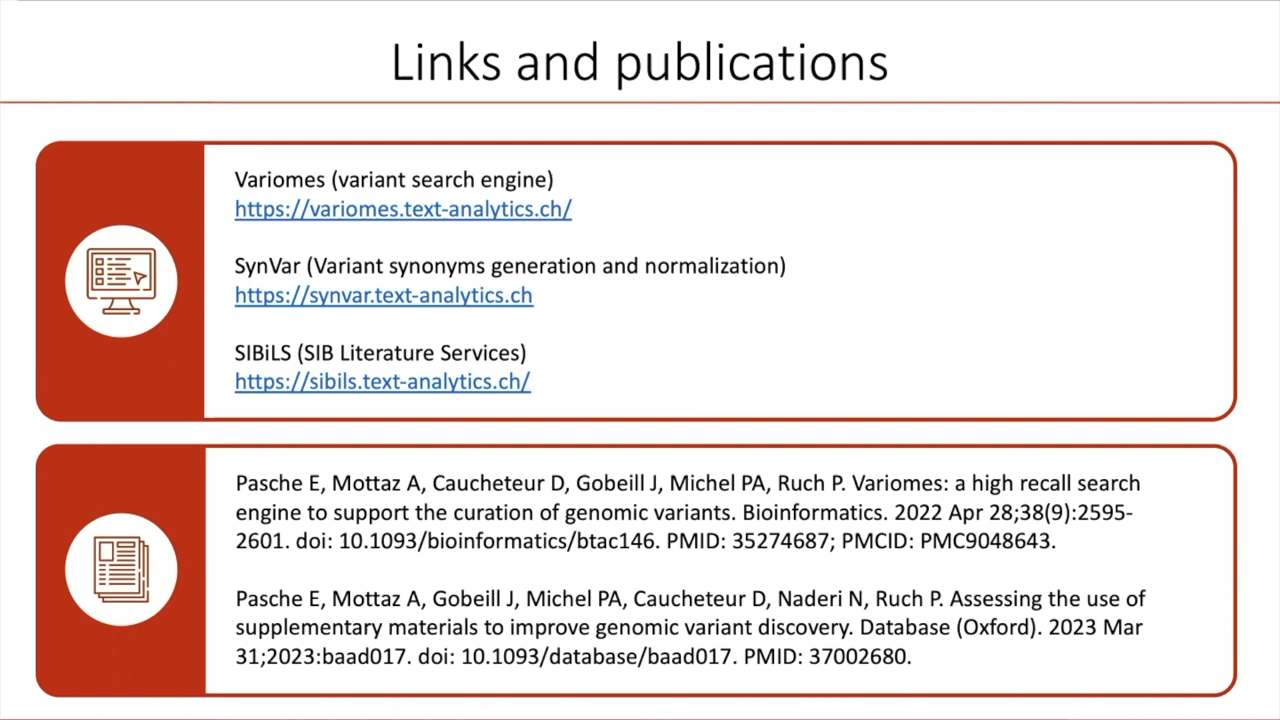 Links and publications
Variomes (variant search engine)
https://variomes.text-analytics.ch/
SynVar (Variant synonyms generation and normalization)
https://synvar.text-analytics.ch
SIBiLS (SIB Literature Services)
https://sibils.text-analytics.ch/
Pasche E, Mottaz A, Caucheteur D, Gobeill J, Michel PA, Ruch P. Variomes: a high recall search
engine to support the curation of genomic variants. Bioinformatics. 2022 Apr 28;38(9):2595-
2601. doi: 10.1093/bioinformatics/btac146. PMID: 35274687; PMCID: PMC9048643.
Pasche E, Mottaz A, Gobeill J, Michel PA, Caucheteur D, Naderi N, Ruch P. Assessing the use of
supplementary materials to improve genomic variant discovery. Database (Oxford). 2023 Mar
31;2023:baad017. doi: 10.1093/database/baad017. PMID: 37002680.